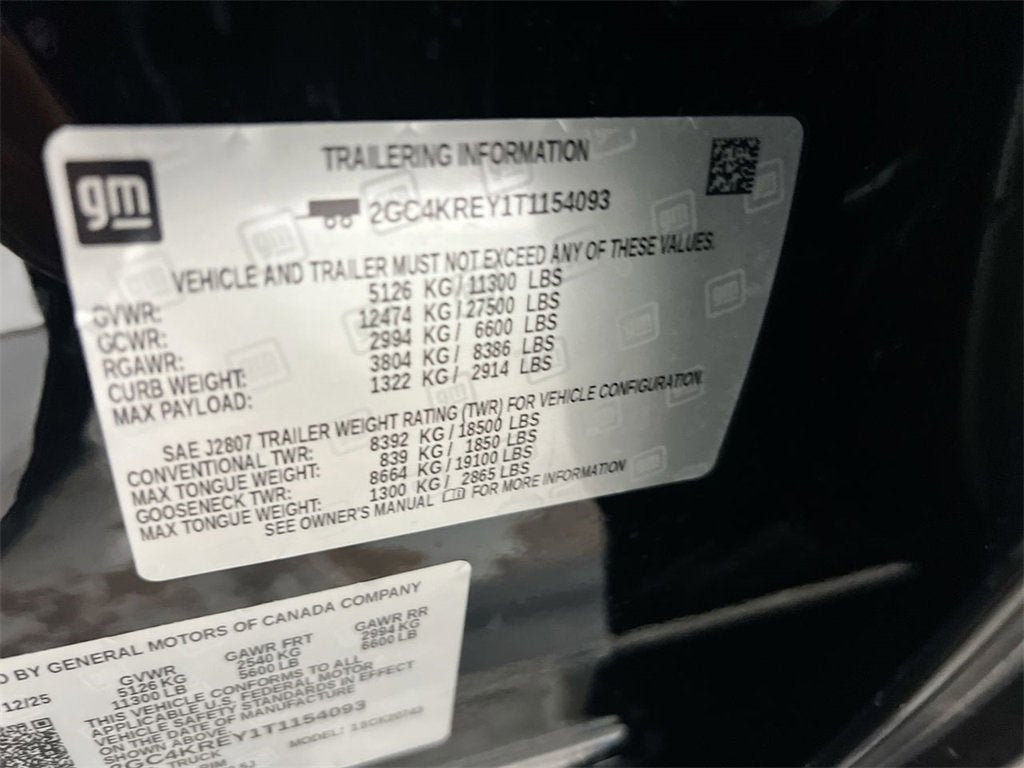 gm
TRAILERING INFORMATION
2GC4KREY1T1154093
VEHICLE AND TRAILER MUST NOT EXCEED ANY OF THESE VALUES.
GVWR: 5126 KG / 11300 LBS
GCWR: 12474 KG / 27500 LBS
RGAWR: 2994 KG / 6600 LBS
CURB WEIGHT: 3804 KG / 8386 LBS
MAX PAYLOAD: 1322 KG / 2914 LBS
SAE J2807 TRAILER WEIGHT RATING (TWR) FOR VEHICLE CONFIGURATION.
CONVENTIONAL TWR: 8392 KG / 18500 LBS
MAX TONGUE WEIGHT: 839 KG / 1850 LBS
GOOSENECK TWR: 8664 KG / 19100 LBS
MAX TONGUE WEIGHT: 1300 KG / 2865 LBS
SEE OWNER'S MANUAL FOR MORE INFORMATION
BY GENERAL MOTORS OF CANADA COMPANY
12/25 GVWR GAWR FRT GAWR RR
5126 KG 2540 KG 2994 KG
11300 LB 5600 LB 6600 LB
THIS VEHICLE CONFORMS TO ALL
APPLICABLE U.S. FEDERAL MOTOR
VEHICLE SAFETY STANDARDS IN EFFECT
ON THE DATE OF MANUFACTURE
SHOWN ABOVE.
2GC4KREY1T1154093
TRUCK MODEL:
RIM